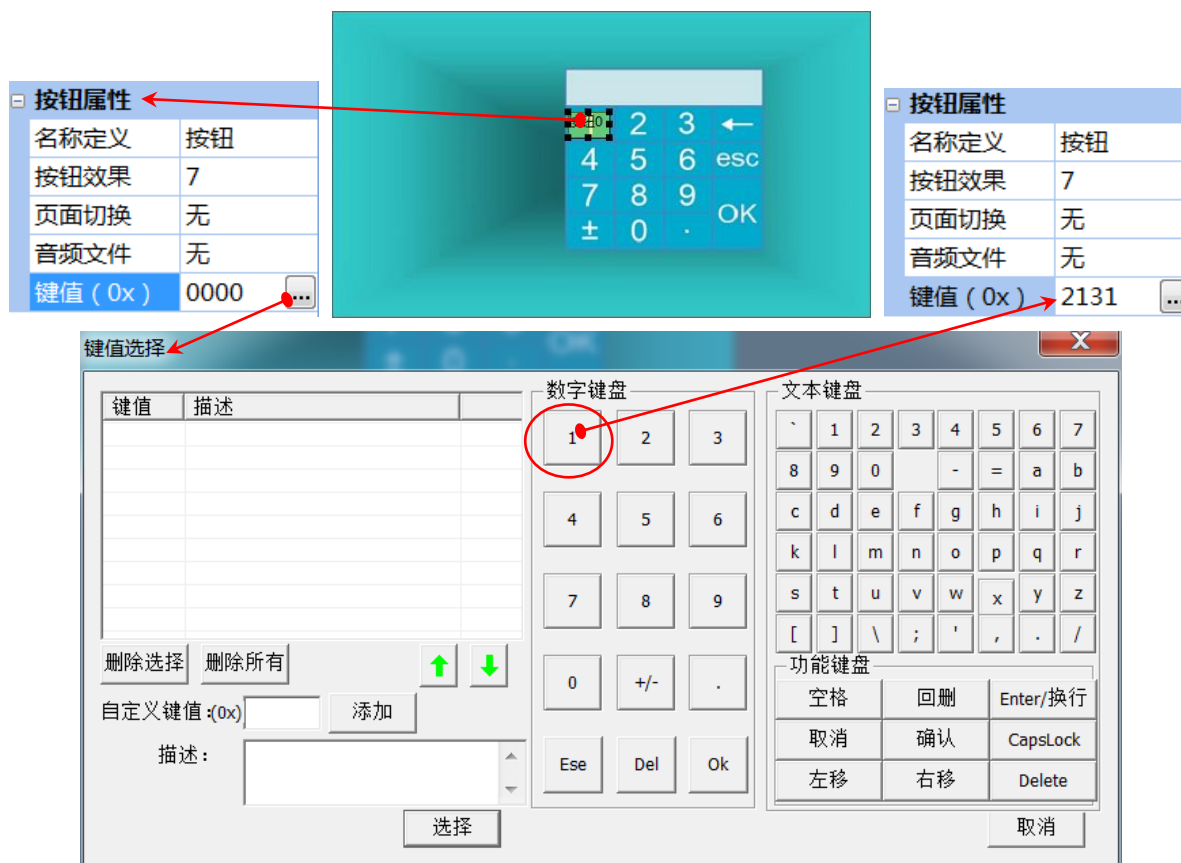 按钮属性
名称定义 按钮
按钮效果 7
页面切换 无
音频文件 无
键值（0x） 0000 ...
2 3 ←
4 5 6 esc
7 8 9
OK
± 0 ·
按钮属性
名称定义 按钮
按钮效果 7
页面切换 无
音频文件 无
键值（0x） 2131 ...
键值选择 X
键值 描述
删除选择 删除所有
自定义键值:(0x) 添加
描述：
选择
数字键盘
1 2 3
4 5 6
7 8 9
0 +/- .
Ese Del Ok
文本键盘
` 1 2 3 4 5 6 7
8 9 0 - = a b
c d e f g h i j
k l m n o p q r
s t u v w x y z
[ ] \ ; ' , . /
功能键盘
空格 回删 Enter/换行
取消 确认 CapsLock
左移 右移 Delete
取消